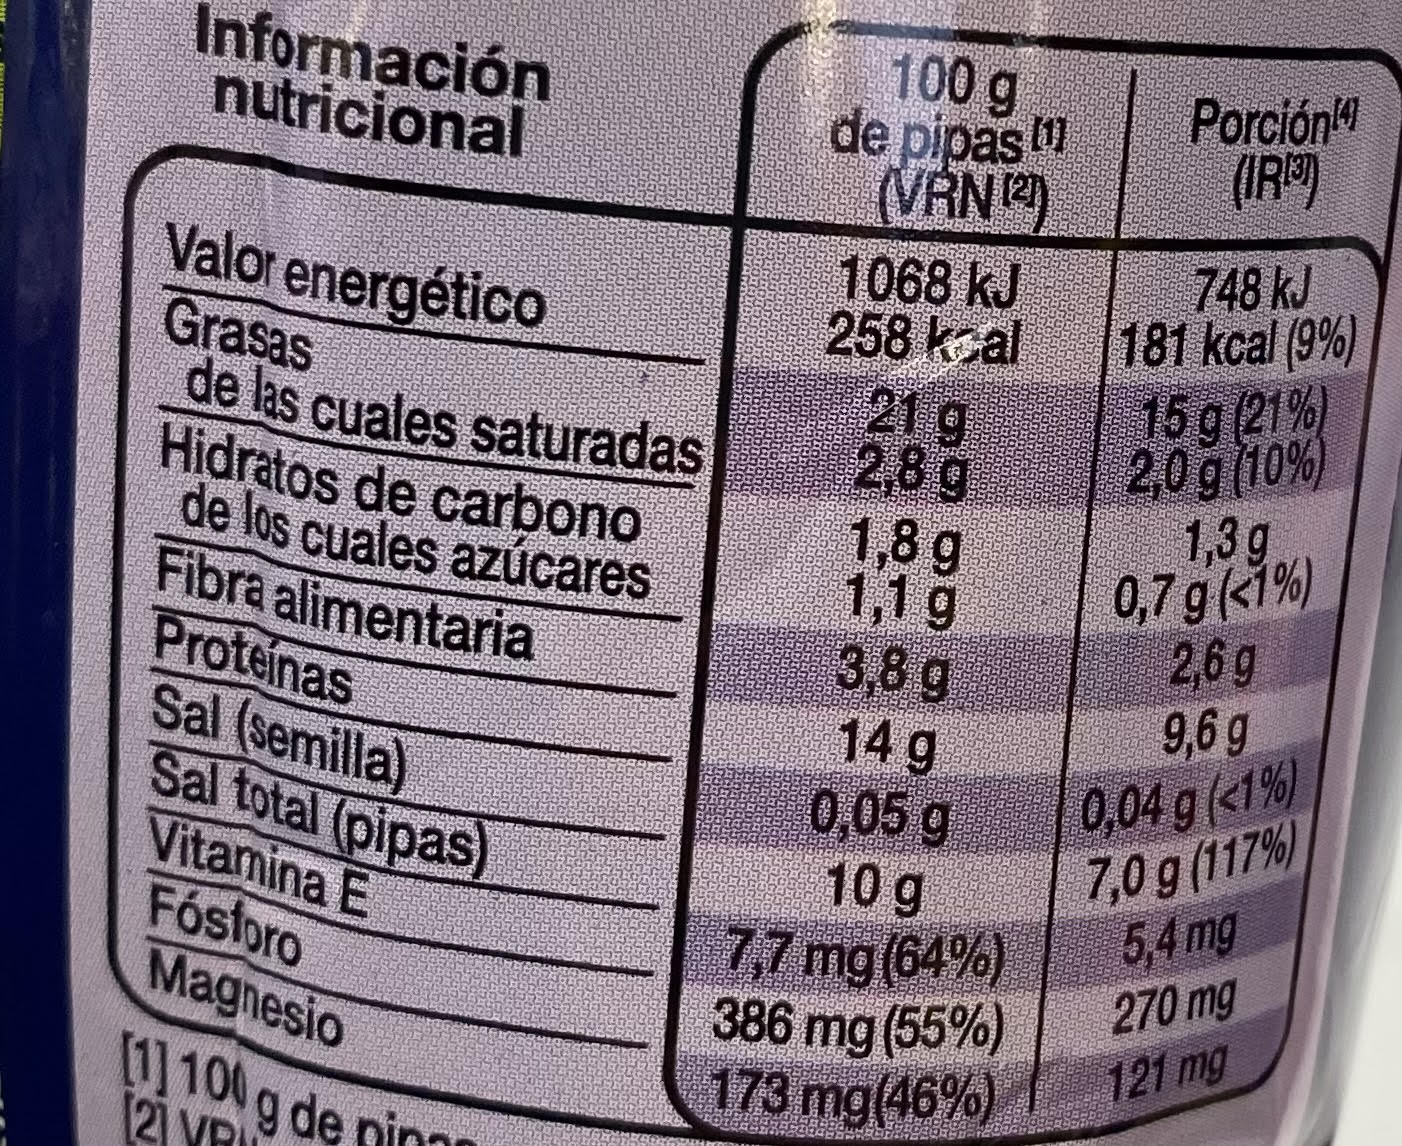 Información
nutricional
100 g
de pipas [1]
(VRN[2])
Porción[4]
(IR[3])
Valor energético 1068 kJ 748 kJ
258 kcal 181 kcal (9%)
Grasas 21 g 15 g (21%)
de las cuales saturadas 2,8 g 2,0 g (10%)
Hidratos de carbono 1,8 g 1,3 g
de los cuales azúcares 1,1 g 0,7 g (<1%)
Fibra alimentaria 3,8 g 2,6 g
Proteínas 14 g 9,6 g
Sal (semilla) 0,05 g 0,04 g (<1%)
Sal total (pipas) 10 g 7,0 g (117%)
Vitamina E 7,7 mg (64%) 5,4 mg
Fósforo 386 mg (55%) 270 mg
Magnesio 173 mg(46%) 121 mg
[1] 100 g de
[2]